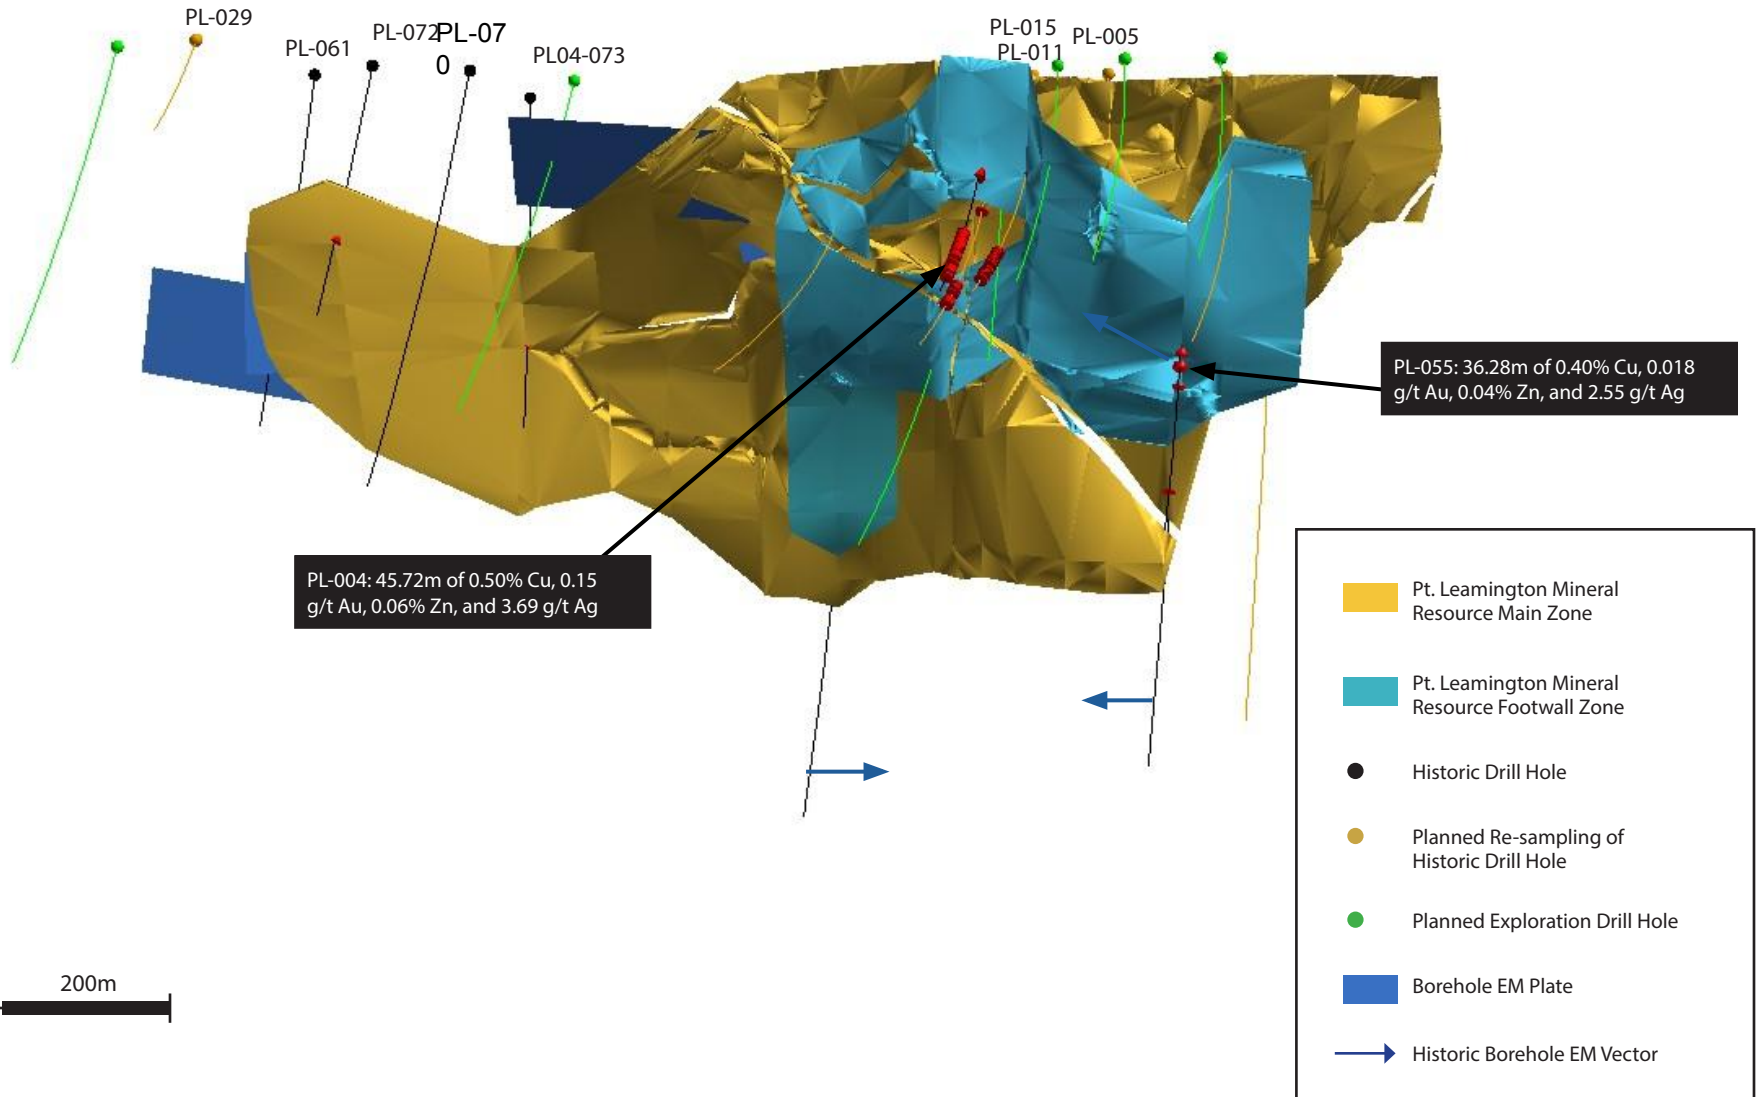 PL-029
PL-061
PL-072
PL-07
0
PL04-073
PL-015
PL-011
PL-005
PL-055: 36.28m of 0.40% Cu, 0.018
g/t Au, 0.04% Zn, and 2.55 g/t Ag
PL-004: 45.72m of 0.50% Cu, 0.15
g/t Au, 0.06% Zn, and 3.69 g/t Ag
Pt. Leamington Mineral
Resource Main Zone
Pt. Leamington Mineral
Resource Footwall Zone
Historic Drill Hole
Planned Re-sampling of
Historic Drill Hole
Planned Exploration Drill Hole
Borehole EM Plate
Historic Borehole EM Vector
200m